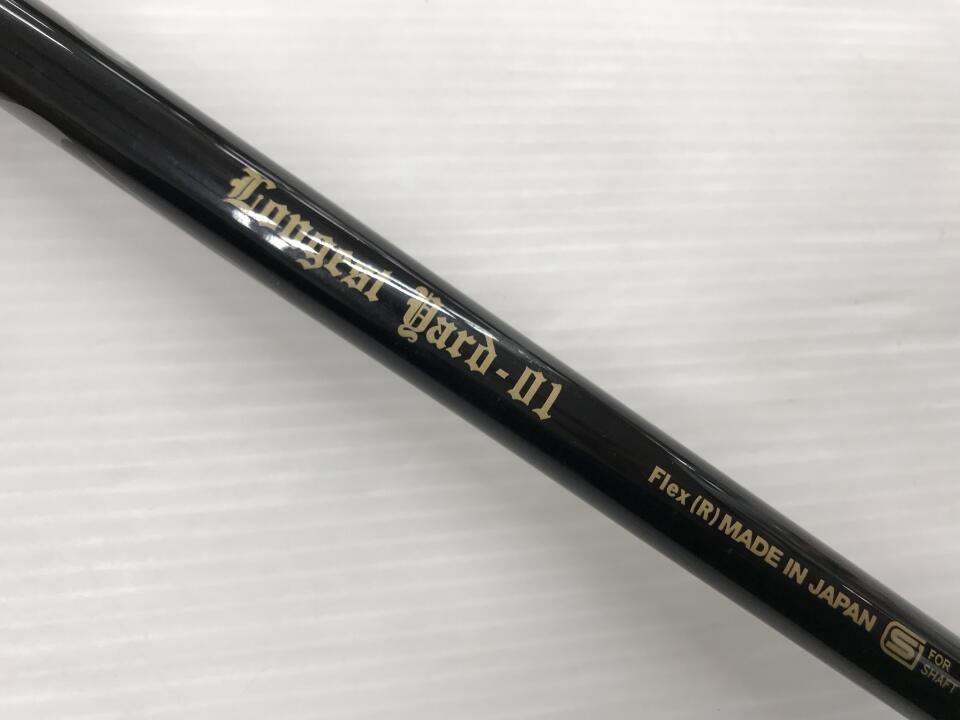 Longest Yard-01
Flex (R) MADE IN JAPAN
S FOR
SHAFT